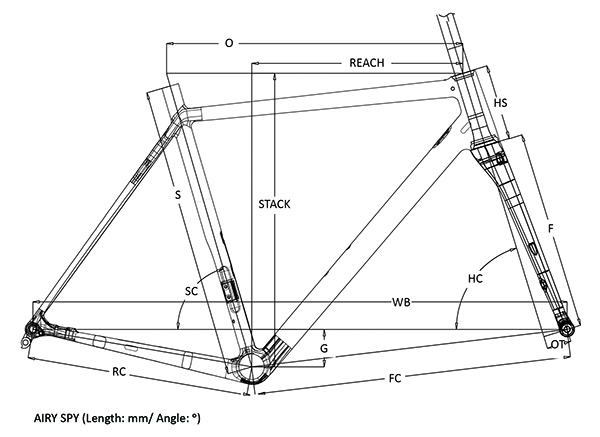 O
REACH
HS
S
STACK
F
SC
HC
WB
G
OT
RC
FC
AIRY SPY (Length: mm/ Angle: º)